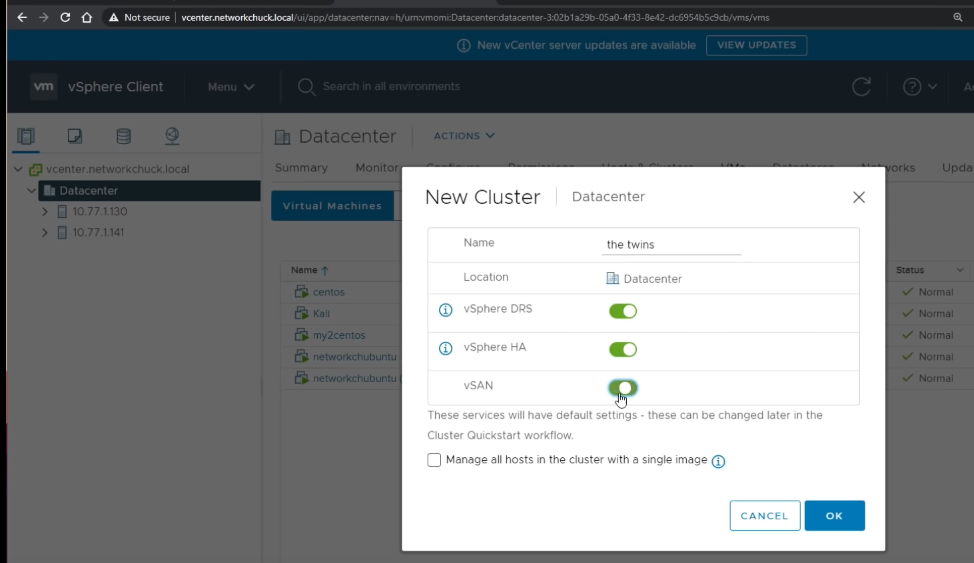 Not secure | vcenter.networkchuck.local/ui/app/datacenter;nav=h/urn:vmomi:Datacenter:datacenter-3:02b1a29b-05a0-4f33-8e42-dc6954b5c9cb/vms/vms
New vCenter server updates are available VIEW UPDATES
vm vSphere Client Menu Search in all environments
Datacenter ACTIONS
Summary Monitor Configure Permissions Hosts & Clusters VMs Datastores Networks
vcenter.networkchuck.local
Datacenter
10.77.1.130
10.77.1.141
Virtual Machines
Name Status
centos Normal
Kali Normal
my2centos Normal
networkchubuntu Normal
networkchubuntu Normal
New Cluster | Datacenter
Name the twins
Location Datacenter
vSphere DRS
vSphere HA
vSAN
These services will have default settings - these can be changed later in the
Cluster Quickstart workflow.
Manage all hosts in the cluster with a single image
CANCEL OK